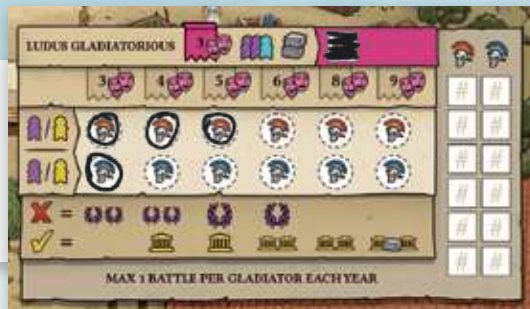 LUDUS GLADIATORIOUS 3
3 4 5 6 8 9
/
/
X =
✓ =
MAX 1 BATTLE PER GLADIATOR EACH YEAR
# #
# #
# #
# #
# #
# #
# #